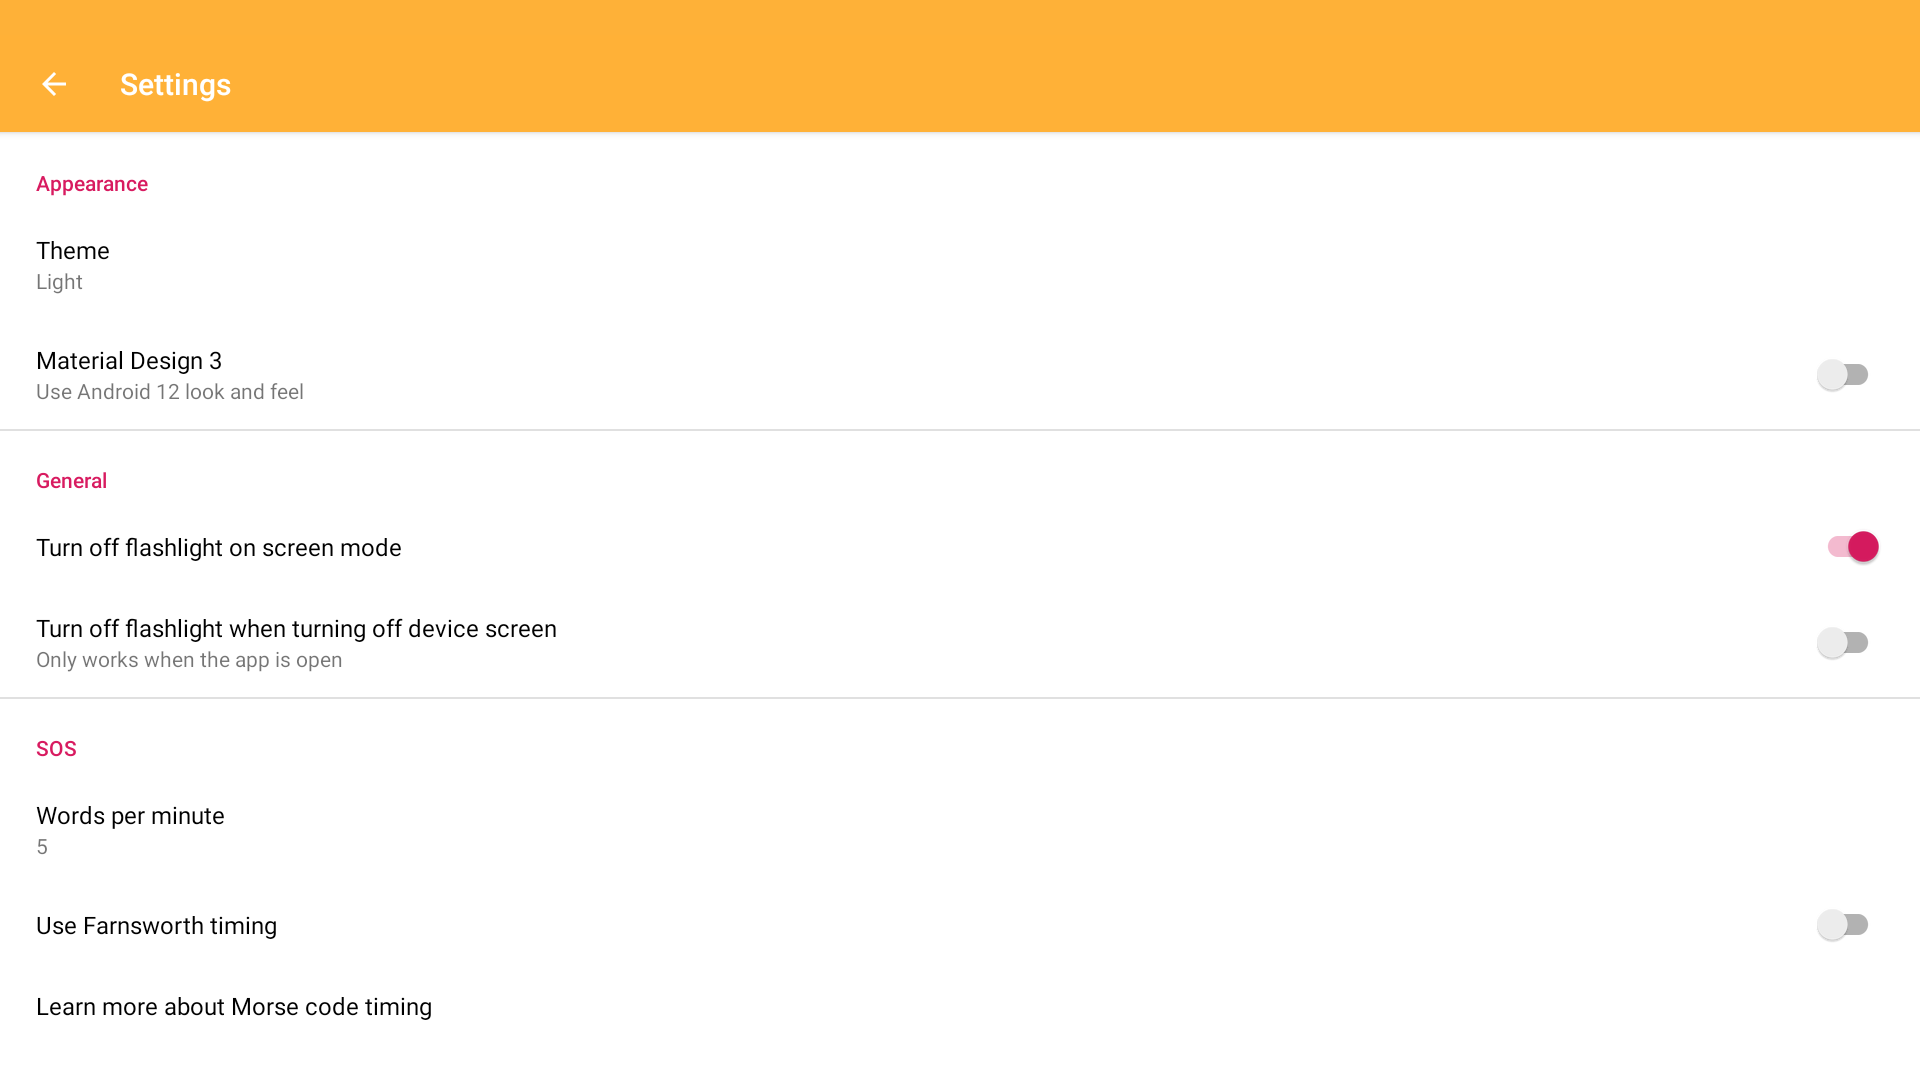 Settings
Appearance
Theme
Light
Material Design 3
Use Android 12 look and feel
General
Turn off flashlight on screen mode
Turn off flashlight when turning off device screen
Only works when the app is open
SOS
Words per minute
5
Use Farnsworth timing
Learn more about Morse code timing